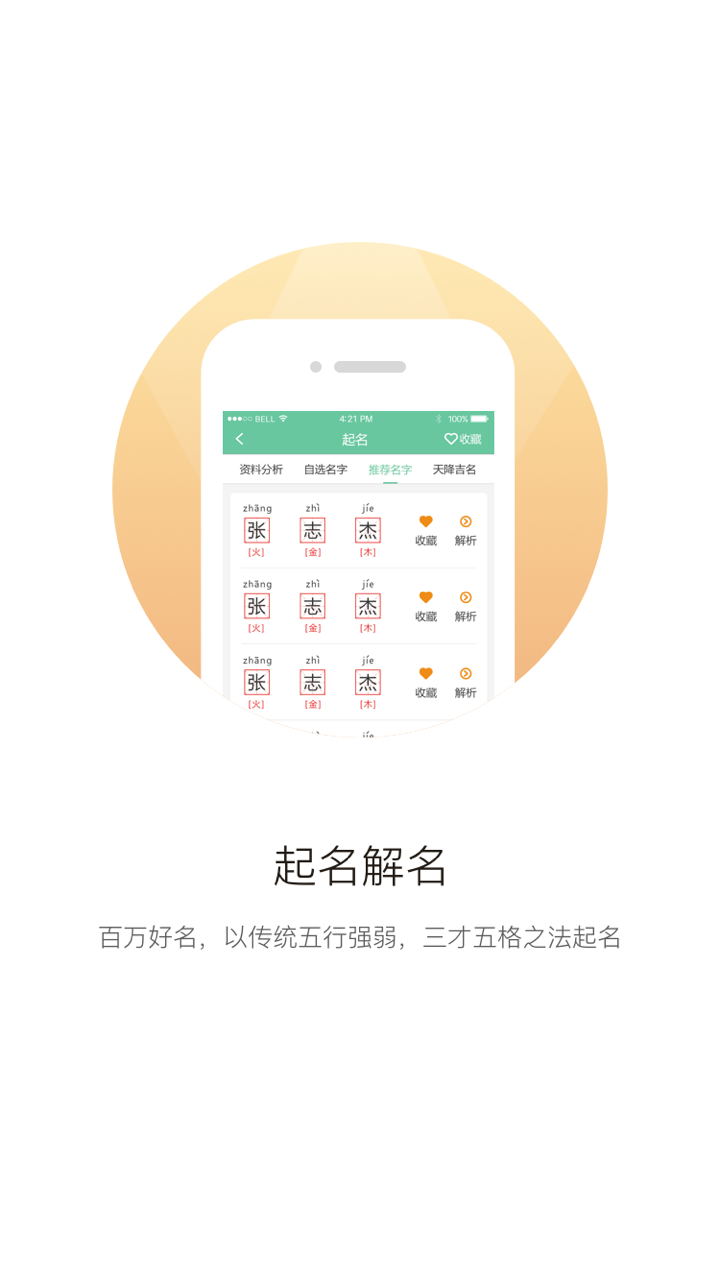 BELL 4:21 PM 100%
起名 收藏
资料分析 自选名字 推荐名字 天降吉名
zhāng zhì jíe
张 志 杰 收藏 解析
[火] [金] [木]
zhāng zhì jíe
张 志 杰 收藏 解析
[火] [金] [木]
zhāng zhì jíe
张 志 杰 收藏 解析
[火] [金] [木]
起名解名
百万好名，以传统五行强弱，三才五格之法起名